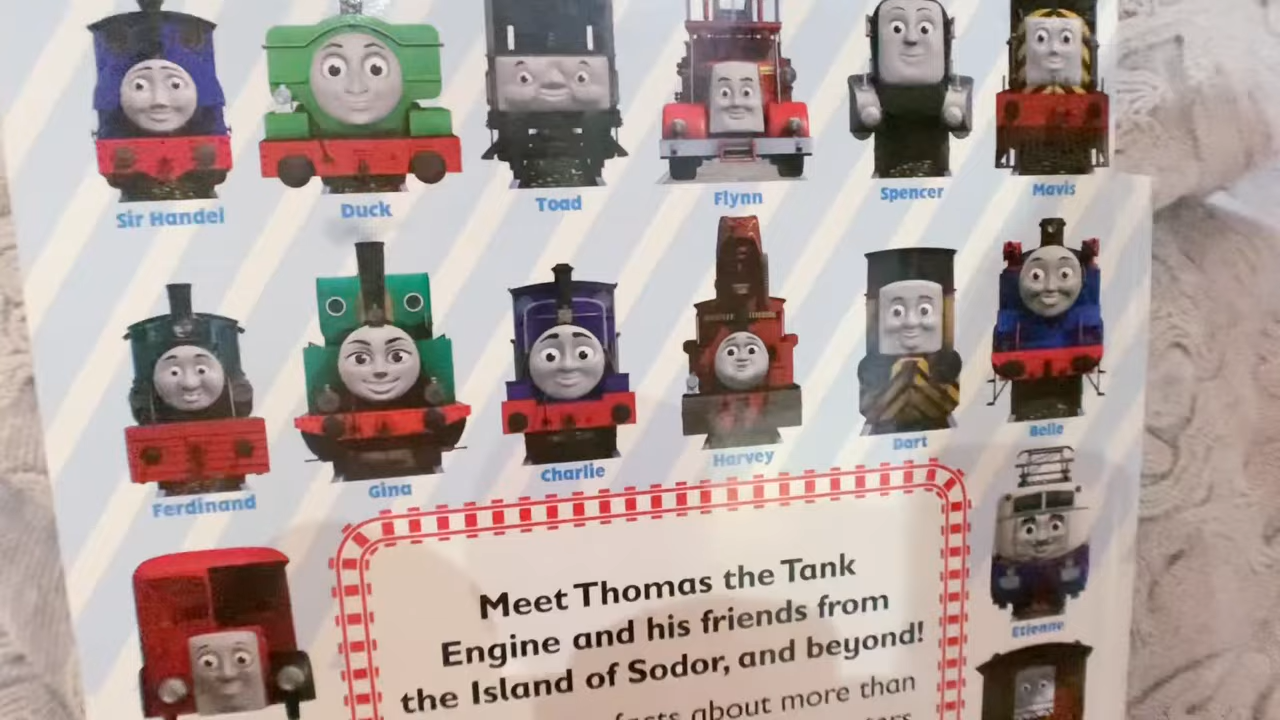 Sir Handel
Duck
Toad
Flynn
Spencer
Mavis
Ferdinand
Gina
Charlie
Harvey
Dart
Belle
Etienne
Meet Thomas the Tank
Engine and his friends from
the Island of Sodor, and beyond!
facts about more than